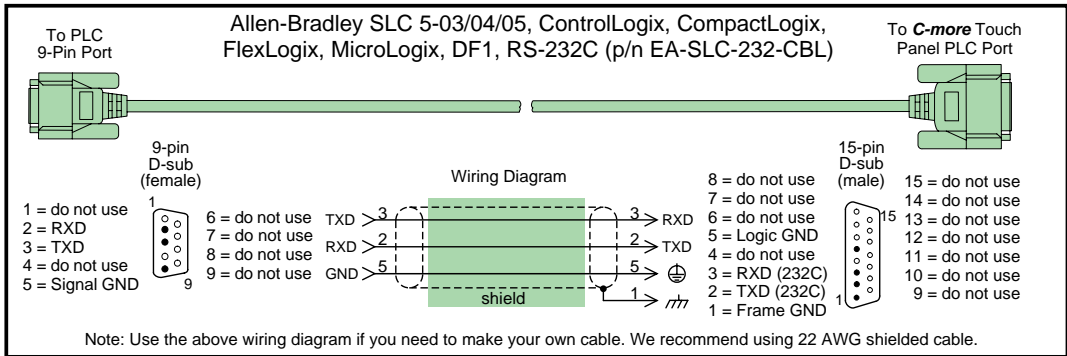 Allen-Bradley SLC 5-03/04/05, ControlLogix, CompactLogix,
FlexLogix, MicroLogix, DF1, RS-232C (p/n EA-SLC-232-CBL)
To PLC
9-Pin Port
To C-more Touch
Panel PLC Port
9-pin
D-sub
(female)
1
9
1 = do not use
2 = RXD
3 = TXD
4 = do not use
5 = Signal GND
6 = do not use
7 = do not use
8 = do not use
9 = do not use
Wiring Diagram
TXD 3 3 RXD
RXD 2 2 TXD
GND 5 5
1
shield
8 = do not use
7 = do not use
6 = do not use
5 = Logic GND
4 = do not use
3 = RXD (232C)
2 = TXD (232C)
1 = Frame GND
15-pin
D-sub
(male)
15
1
15 = do not use
14 = do not use
13 = do not use
12 = do not use
11 = do not use
10 = do not use
9 = do not use
Note: Use the above wiring diagram if you need to make your own cable. We recommend using 22 AWG shielded cable.